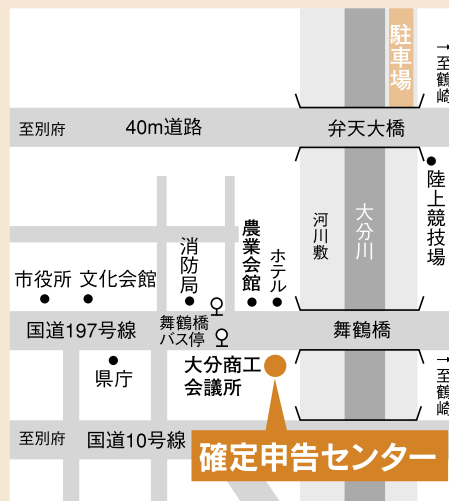 駐車場
→至鶴崎
至別府
40m道路
弁天大橋
陸上競技場
河川敷
大分川
消防局
農業会館
ホテル
市役所
文化会館
国道197号線
舞鶴橋
バス停
舞鶴橋
県庁
大分商工
会議所
→至鶴崎
至別府
国道10号線
確定申告センター